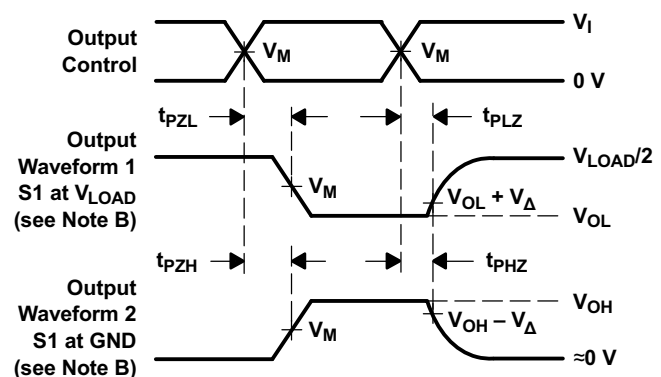 Output
Control
V_M
V_M
V_I
0 V
t_PZL
t_PLZ
Output
Waveform 1
S1 at V_LOAD
(see Note B)
V_M
V_LOAD/2
V_OL + V_Δ
V_OL
t_PZH
t_PHZ
Output
Waveform 2
S1 at GND
(see Note B)
V_M
V_OH
V_OH – V_Δ
≈0 V